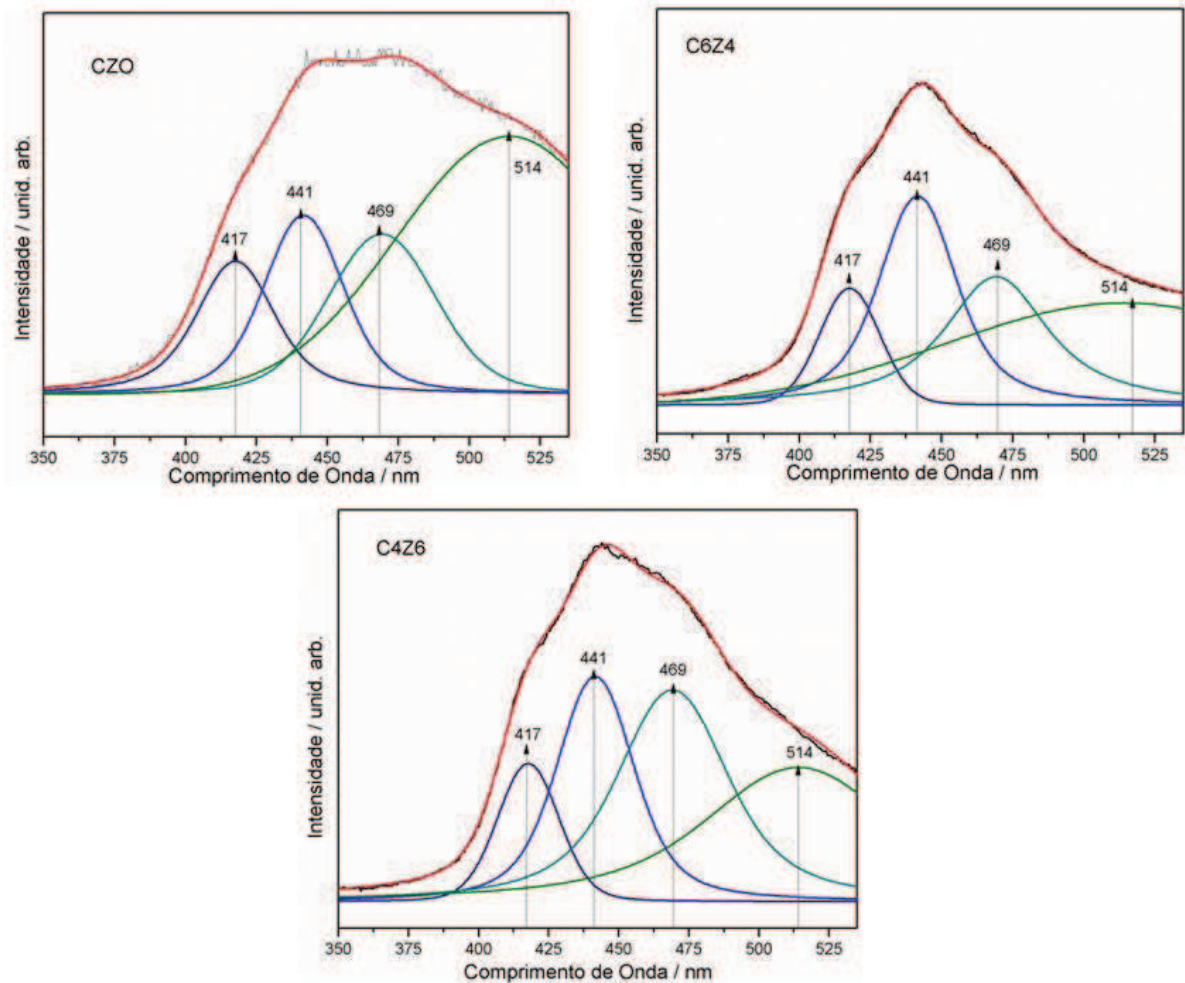 CZO
417
441
469
514
Intensidade / unid. arb.
350 375 400 425 450 475 500 525
Comprimento de Onda / nm
C6Z4
417
441
469
514
Intensidade / unid. arb.
350 375 400 425 450 475 500 525
Comprimento de Onda / nm
C4Z6
417
441
469
514
Intensidade / unid. arb.
350 375 400 425 450 475 500 525
Comprimento de Onda / nm